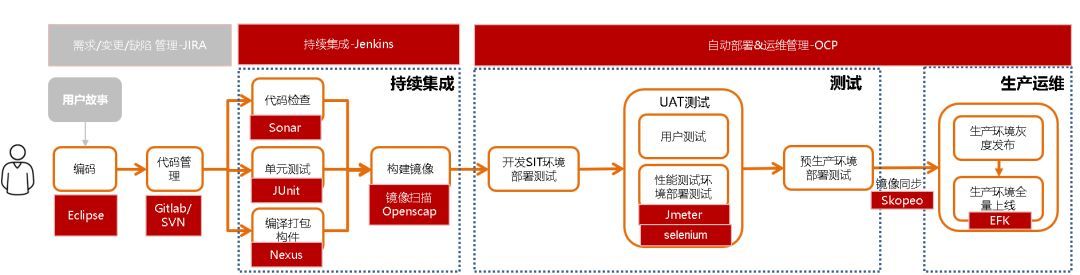 需求/变更/缺陷 管理-JIRA
持续集成-Jenkins
自动部署&运维管理-OCP
用户故事
持续集成
测试
生产运维
编码
Eclipse
代码管
理
Gitlab/
SVN
代码检查
Sonar
单元测试
JUnit
编译打包
构件
Nexus
构建镜像
镜像扫描
Openscap
开发SIT环境
部署测试
UAT测试
用户测试
性能测试环
境部署测试
Jmeter
selenium
预生产环境
部署测试
镜像同步
Skopeo
生产环境灰
度发布
生产环境全
量上线
EFK